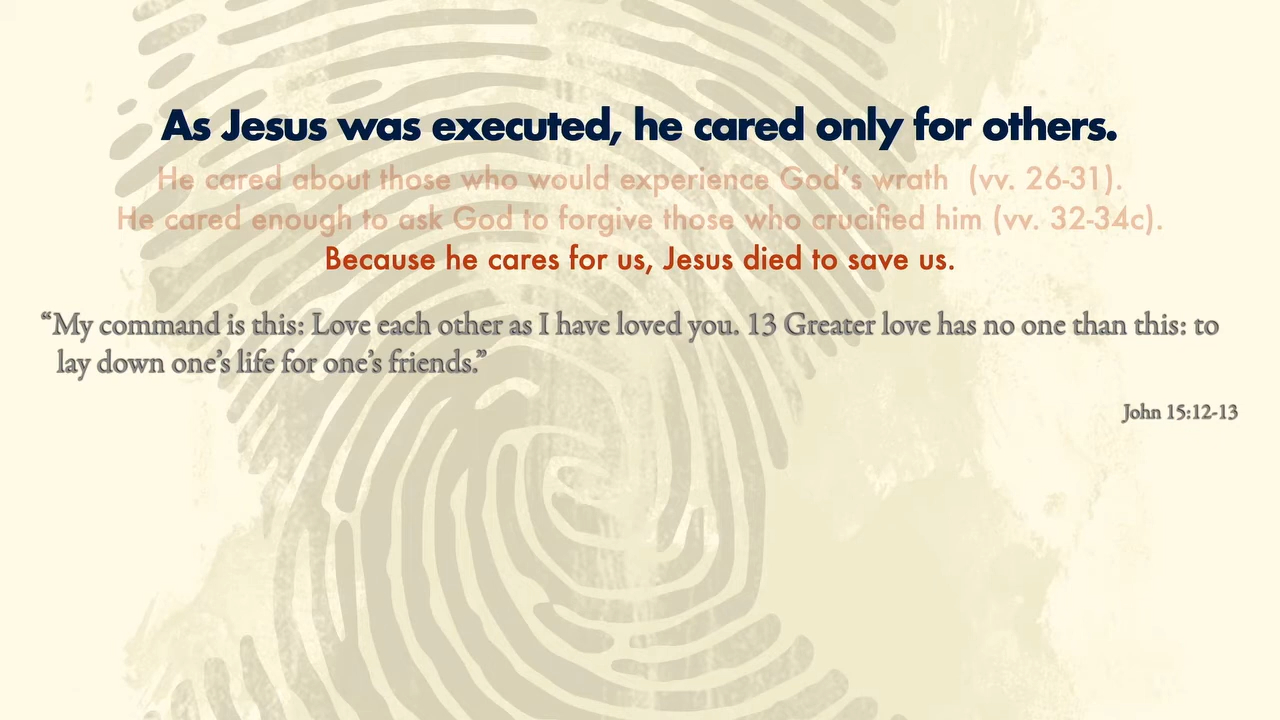 As Jesus was executed, he cared only for others.
He cared about those who would experience God’s wrath  (vv. 26-31).
He cared enough to ask God to forgive those who crucified him (vv. 32-34c).
Because he cares for us, Jesus died to save us.
“My command is this: Love each other as I have loved you. 13 Greater love has no one than this: to
lay down one’s life for one’s friends.”
John 15:12-13